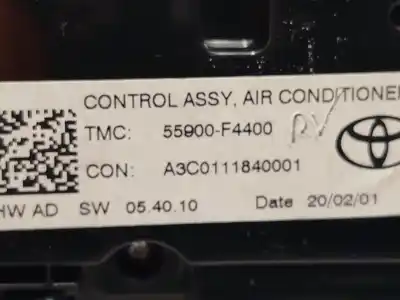 CONTROL ASSY, AIR CONDITIONER
TMC: 55900-F4400
CON: A3C0111840001
HW AD SW 05.40.10 Date 20/02/01